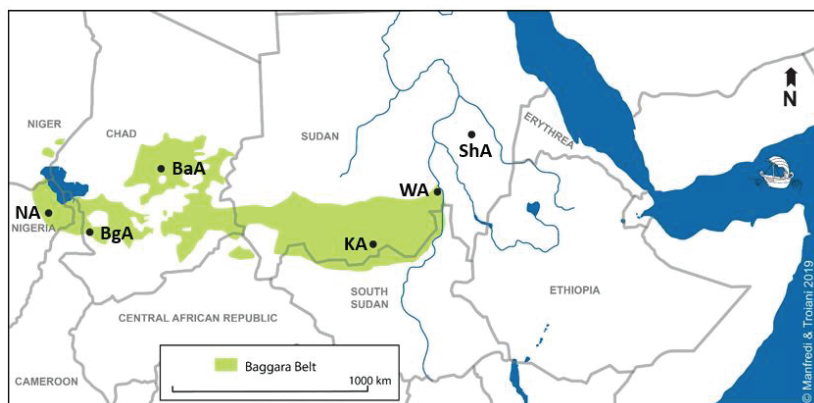 NIGER
CHAD
SUDAN
ERYTHREA
N
BaA
ShA
WA
NA
NIGERIA
BgA
KA
SOUTH
SUDAN
ETHIOPIA
CENTRAL AFRICAN REPUBLIC
CAMEROON
Baggara Belt
1000 km
© Manfredi & Troiani 2019